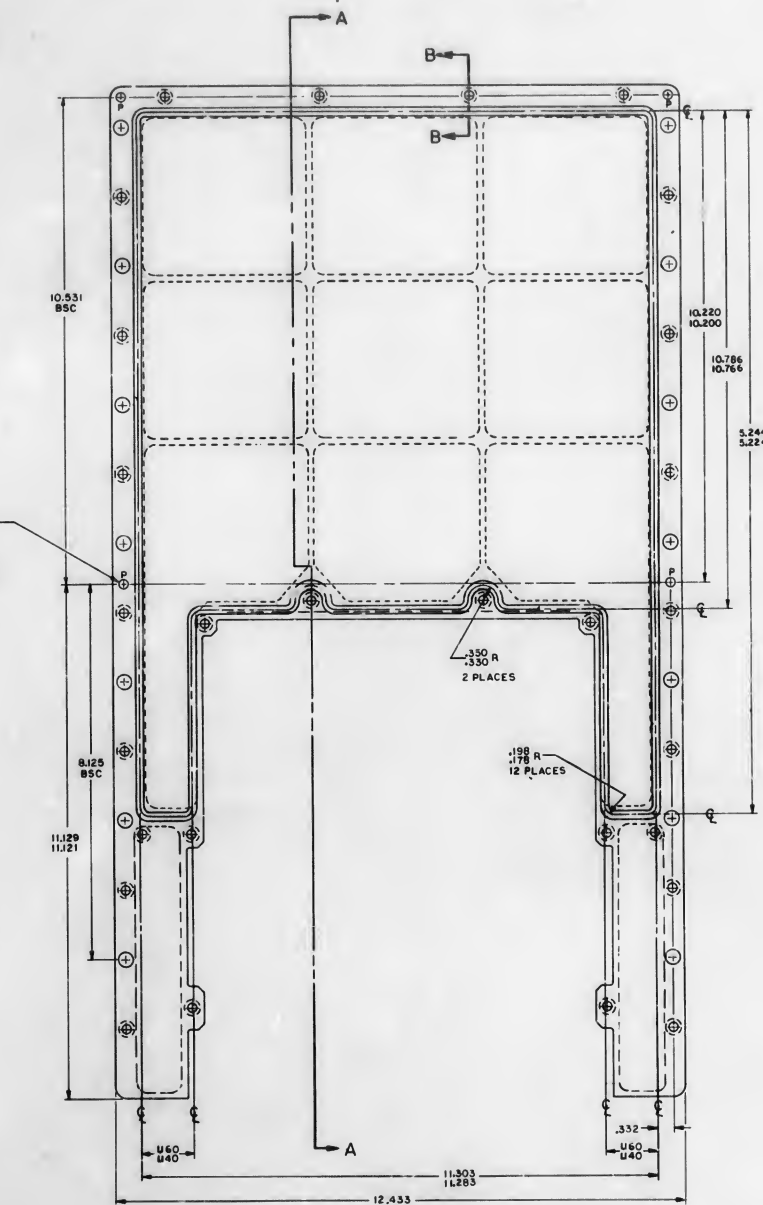 A
B
B
P
P
℄
10.531
BSC
10.220
10.200
10.786
10.766
5.244
5.224
P
P
℄
.350 R
.330
2 PLACES
.198 R
.178
12 PLACES
℄
8.125
BSC
11.129
11.121
℄
℄
℄
℄
.332
1.160
1.140
1.160
1.140
A
11.303
11.283
12.433